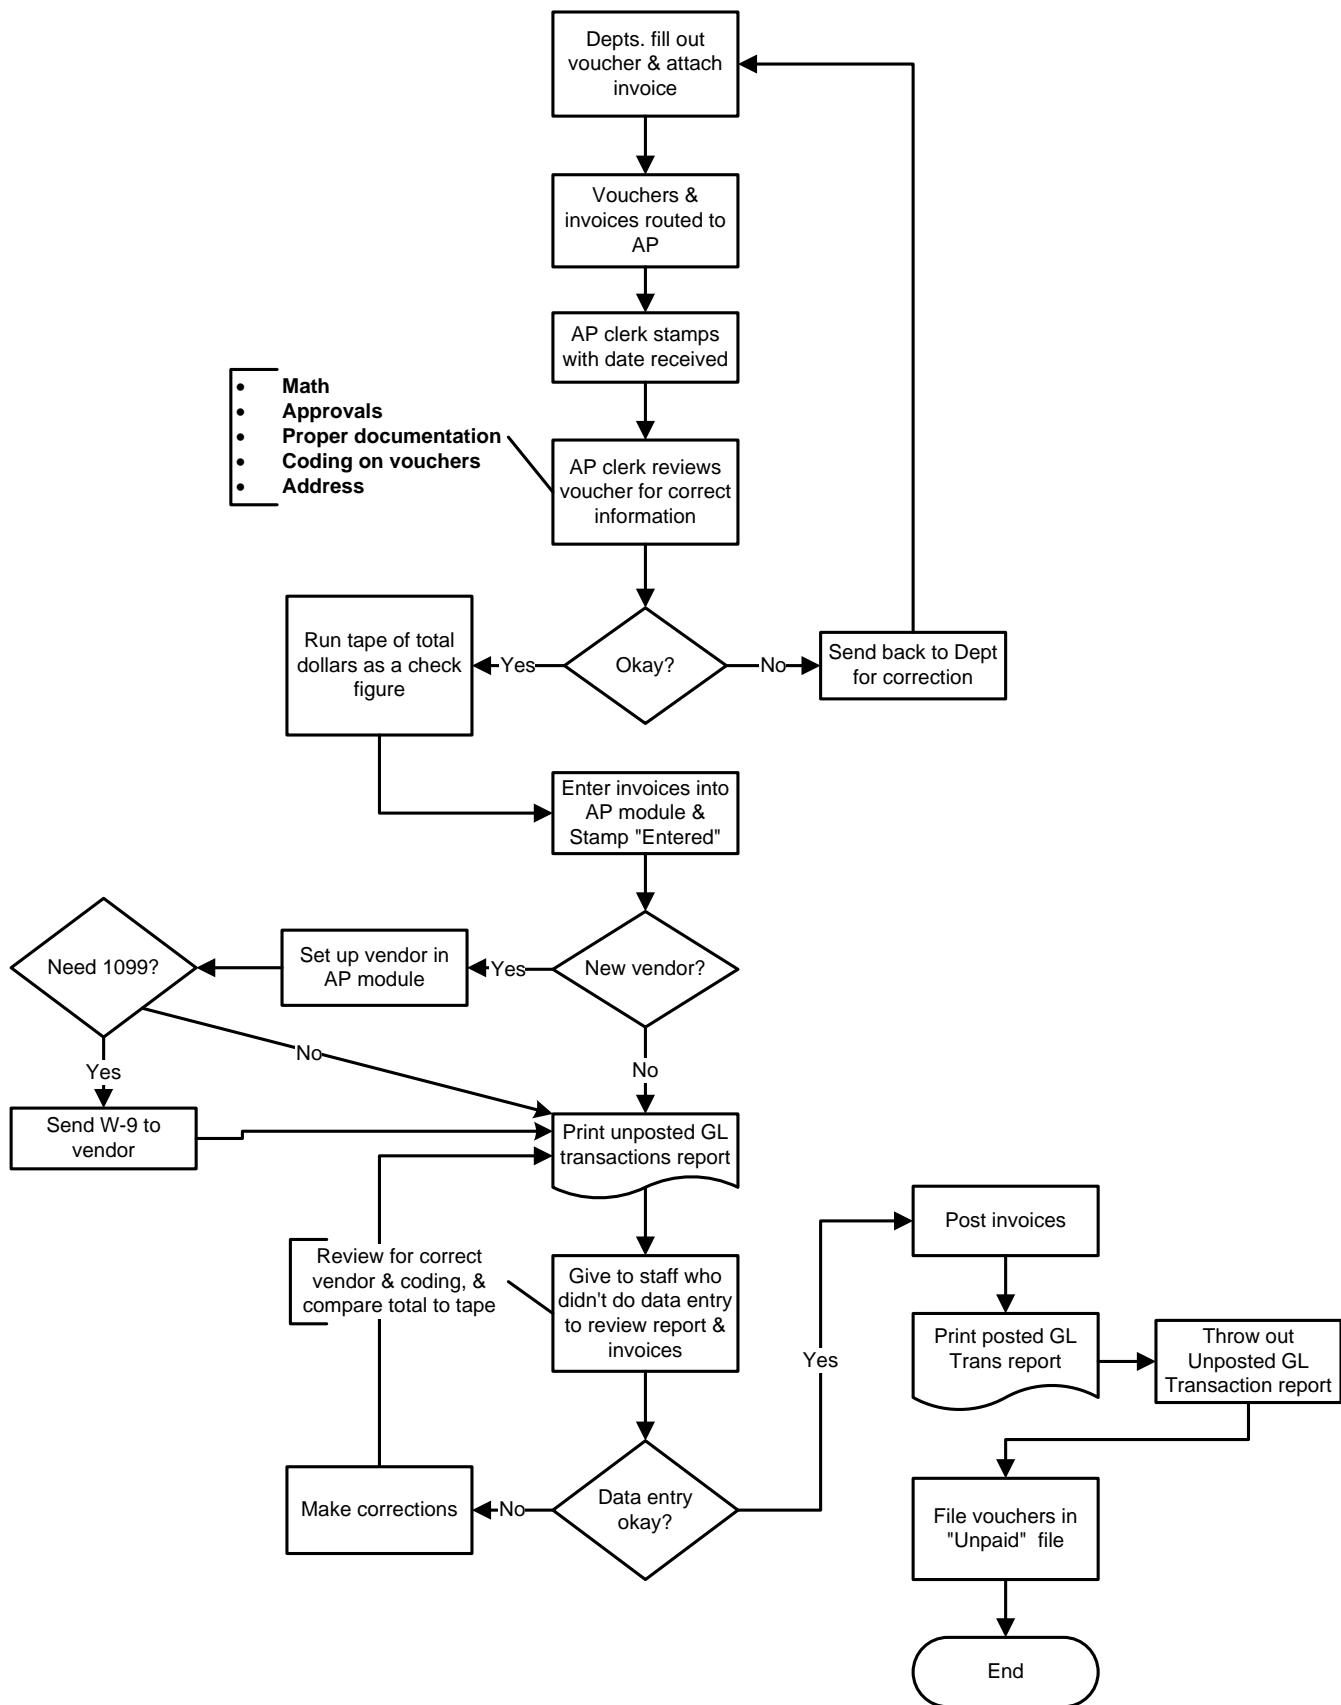 Depts. fill out
voucher & attach
invoice
Vouchers &
invoices routed to
AP
AP clerk stamps
with date received
• Math
• Approvals
• Proper documentation
• Coding on vouchers
• Address
AP clerk reviews
voucher for correct
information
Run tape of total
dollars as a check
figure
Yes
Okay?
No
Send back to Dept
for correction
Enter invoices into
AP module &
Stamp "Entered"
Need 1099?
Set up vendor in
AP module
Yes
New vendor?
No
Yes
No
Send W-9 to
vendor
Print unposted GL
transactions report
Review for correct
vendor & coding, &
compare total to tape
Give to staff who
didn't do data entry
to review report &
invoices
Make corrections
No
Data entry
okay?
Yes
Post invoices
Print posted GL
Trans report
Throw out
Unposted GL
Transaction report
File vouchers in
"Unpaid" file
End